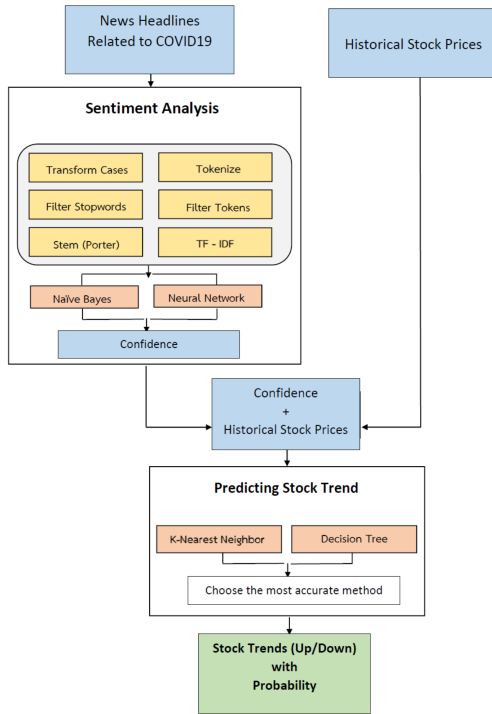 News Headlines
Related to COVID19
Historical Stock Prices
Sentiment Analysis
Transform Cases
Tokenize
Filter Stopwords
Filter Tokens
Stem (Porter)
TF - IDF
Naïve Bayes
Neural Network
Confidence
Confidence
+
Historical Stock Prices
Predicting Stock Trend
K-Nearest Neighbor
Decision Tree
Choose the most accurate method
Stock Trends (Up/Down)
with
Probability